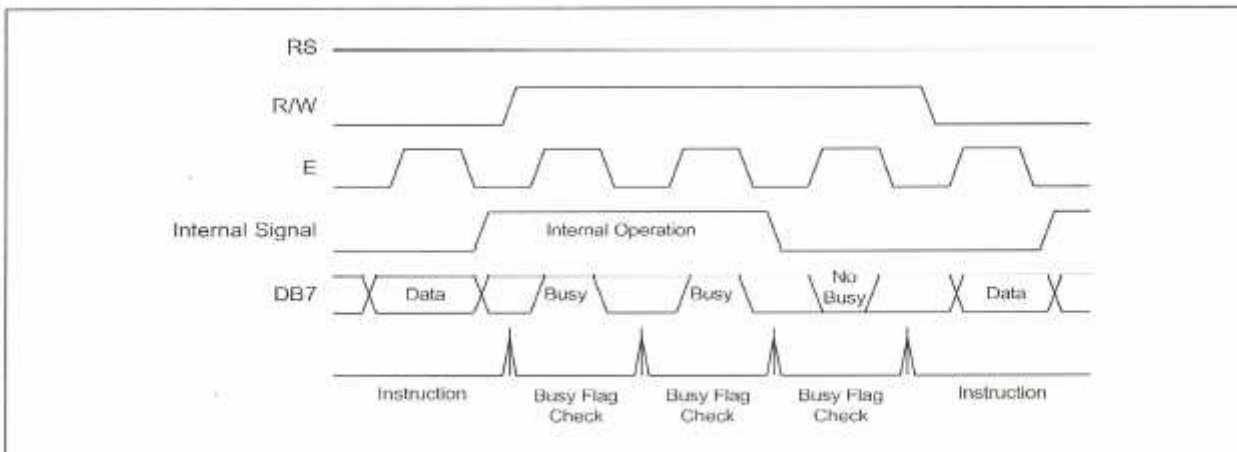 RS
R/W
E
Internal Signal
Internal Operation
DB7
Data
Busy
Busy
No
Busy
Data
Instruction
Busy Flag
Check
Busy Flag
Check
Busy Flag
Check
Instruction